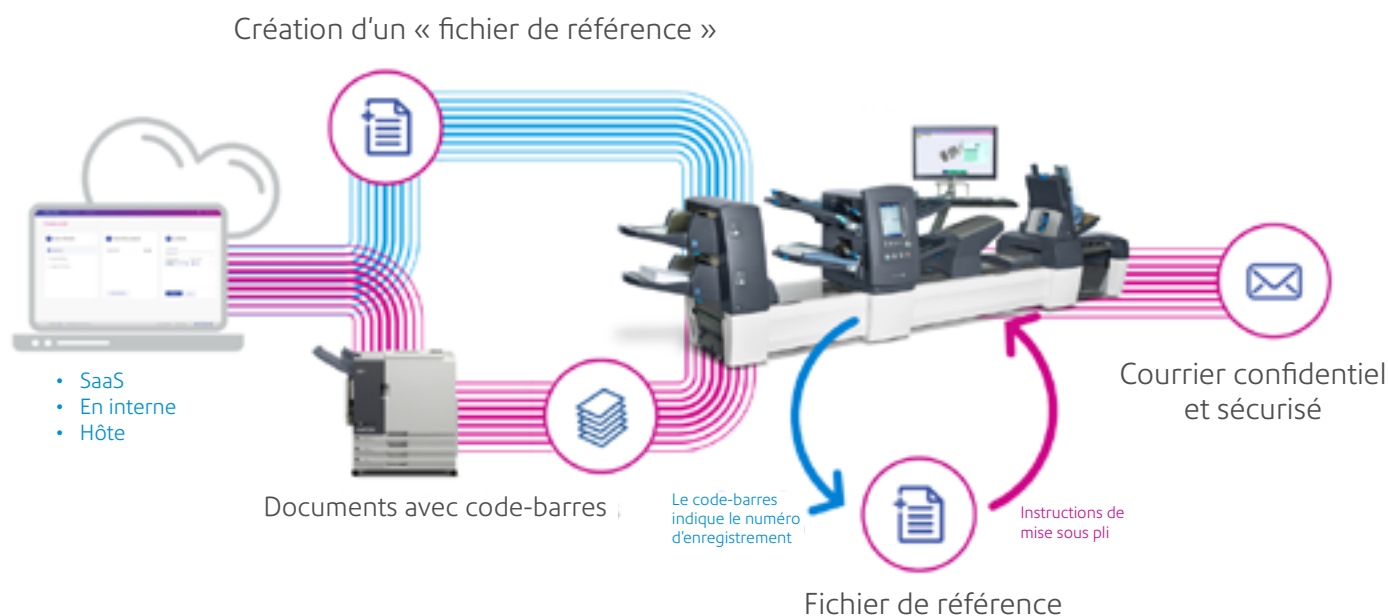 Création d'un « fichier de référence »
• SaaS
• En interne
• Hôte
Documents avec code-barres
Le code-barres
indique le numéro
d'enregistrement
Instructions de
mise sous pli
Fichier de référence
Courrier confidentiel
et sécurisé